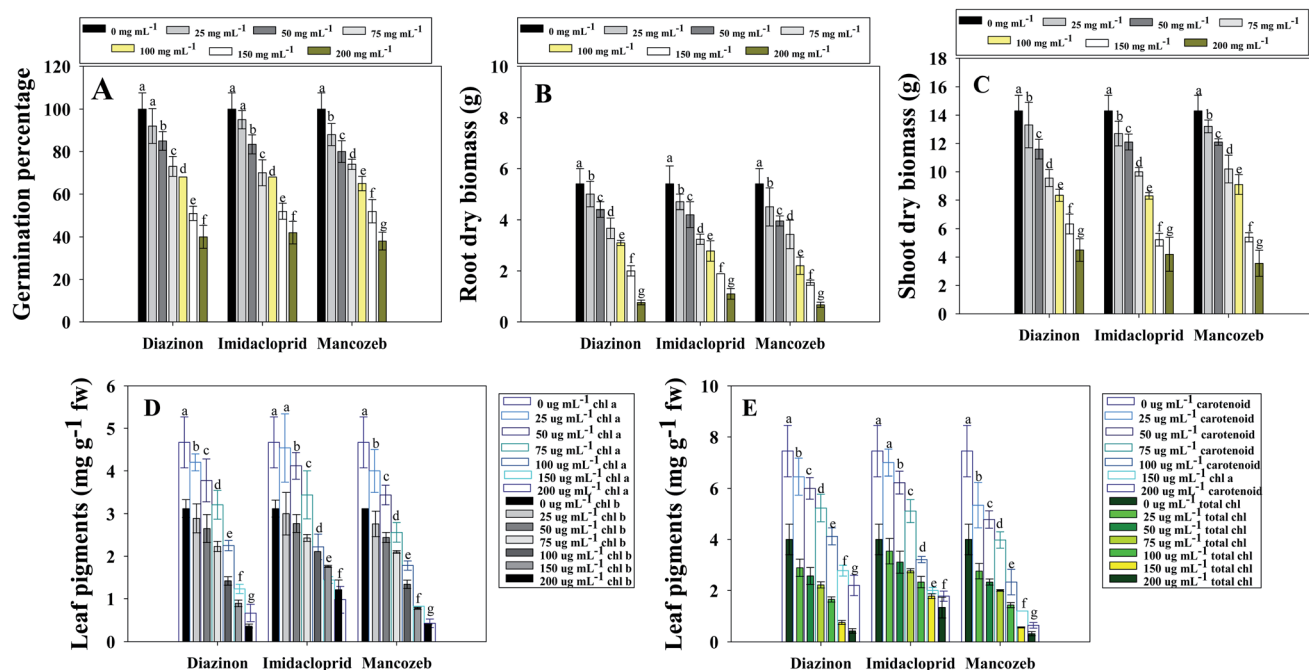 0 mg mL⁻¹ 25 mg mL⁻¹ 50 mg mL⁻¹ 75 mg mL⁻¹
100 mg mL⁻¹ 150 mg mL⁻¹ 200 mg mL⁻¹
Germination percentage
A
120
100
80
60
40
20
0
a a b c d e f
a a b c d e f
a b c d e f g
Diazinon Imidacloprid Mancozeb
0 mg mL⁻¹ 25 mg mL⁻¹ 50 mg mL⁻¹ 75 mg mL⁻¹
100 mg mL⁻¹ 150 mg mL⁻¹ 200 mg mL⁻¹
Root dry biomass (g)
B
10
8
6
4
2
0
a b c d e f g
a b c d e f g
a b c d e f g
Diazinon Imidacloprid Mancozeb
0 mg mL⁻¹ 25 mg mL⁻¹ 50 mg mL⁻¹ 75 mg mL⁻¹
100 mg mL⁻¹ 150 mg mL⁻¹ 200 mg mL⁻¹
Shoot dry biomass (g)
C
18
16
14
12
10
8
6
4
2
0
a b c d e f g
a b c d e f g
a b c d e f g
Diazinon Imidacloprid Mancozeb
Leaf pigments (mg g⁻¹ fw)
D
6
5
4
3
2
1
0
a b c d e f g
a a b c d e f
a b c d e f g
Diazinon Imidacloprid Mancozeb
0 ug mL⁻¹ chl a
25 ug mL⁻¹ chl a
50 ug mL⁻¹ chl a
75 ug mL⁻¹ chl a
100 ug mL⁻¹ chl a
150 ug mL⁻¹ chl a
200 ug mL⁻¹ chl a
0 ug mL⁻¹ chl b
25 ug mL⁻¹ chl b
50 ug mL⁻¹ chl b
75 ug mL⁻¹ chl b
100 ug mL⁻¹ chl b
150 ug mL⁻¹ chl b
200 ug mL⁻¹ chl b
Leaf pigments (mg g⁻¹ fw)
E
10
8
6
4
2
0
a b c d e f g
a a b c d e f
a b c d e f g
Diazinon Imidacloprid Mancozeb
0 ug mL⁻¹ carotenoid
25 ug mL⁻¹ carotenoid
50 ug mL⁻¹ carotenoid
75 ug mL⁻¹ carotenoid
100 ug mL⁻¹ carotenoid
150 ug mL⁻¹ chl a
200 ug mL⁻¹ carotenoid
0 ug mL⁻¹ total chl
25 ug mL⁻¹ total chl
50 ug mL⁻¹ total chl
75 ug mL⁻¹ total chl
100 ug mL⁻¹ total chl
150 ug mL⁻¹ total chl
200 ug mL⁻¹ total chl